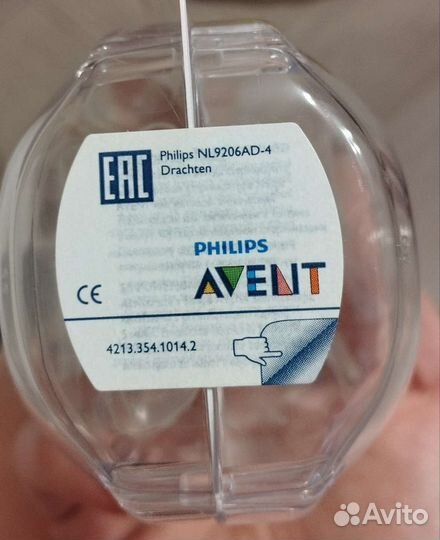 EAC
Philips NL9206AD-4
Drachten
PHILIPS
AVENT
CE
4213.354.1014.2
Avito